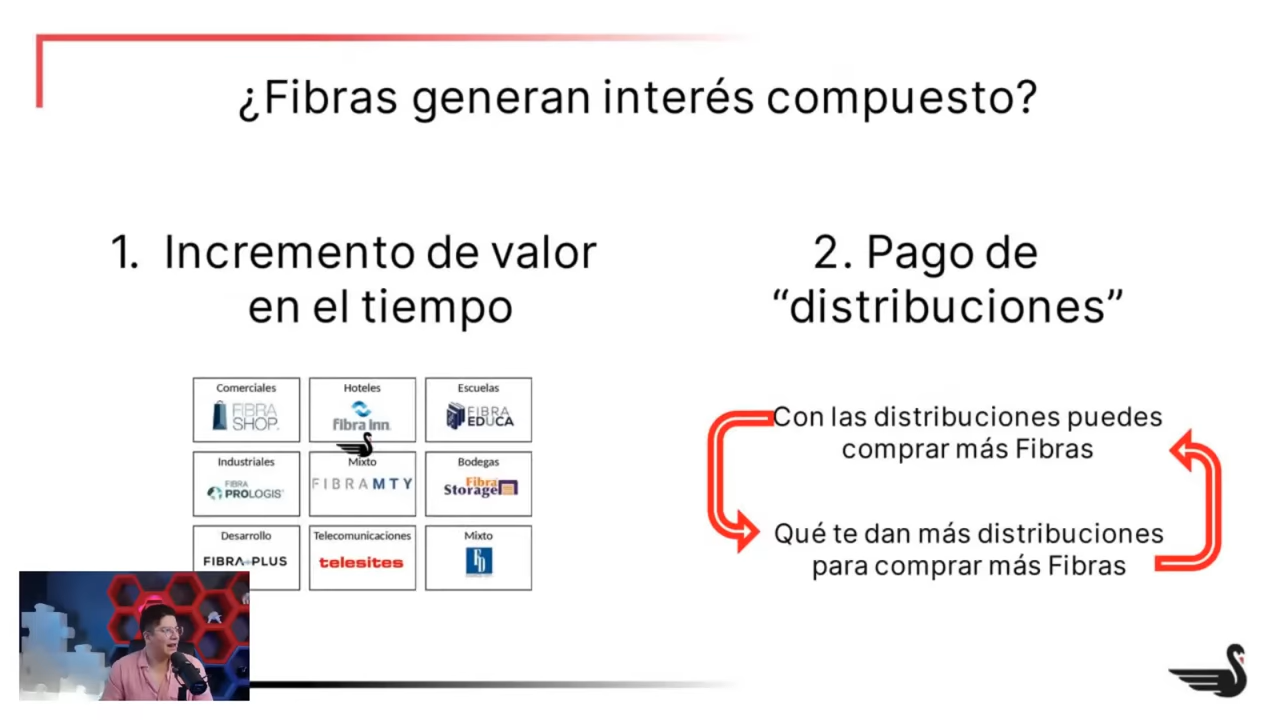 ¿Fibras generan interés compuesto?
1. Incremento de valor
en el tiempo
Comerciales
FIBRA
SHOP.
Hoteles
fibra inn
Escuelas
FIBRA
EDUCA
Industriales
FIBRA
PROLOGIS
Mixto
FIBRAMTY
Bodegas
Fibra
Storage
Desarrollo
FIBRA+PLUS
Telecomunicaciones
telesites
Mixto
FD
2. Pago de
“distribuciones”
Con las distribuciones puedes
comprar más Fibras
Qué te dan más distribuciones
para comprar más Fibras